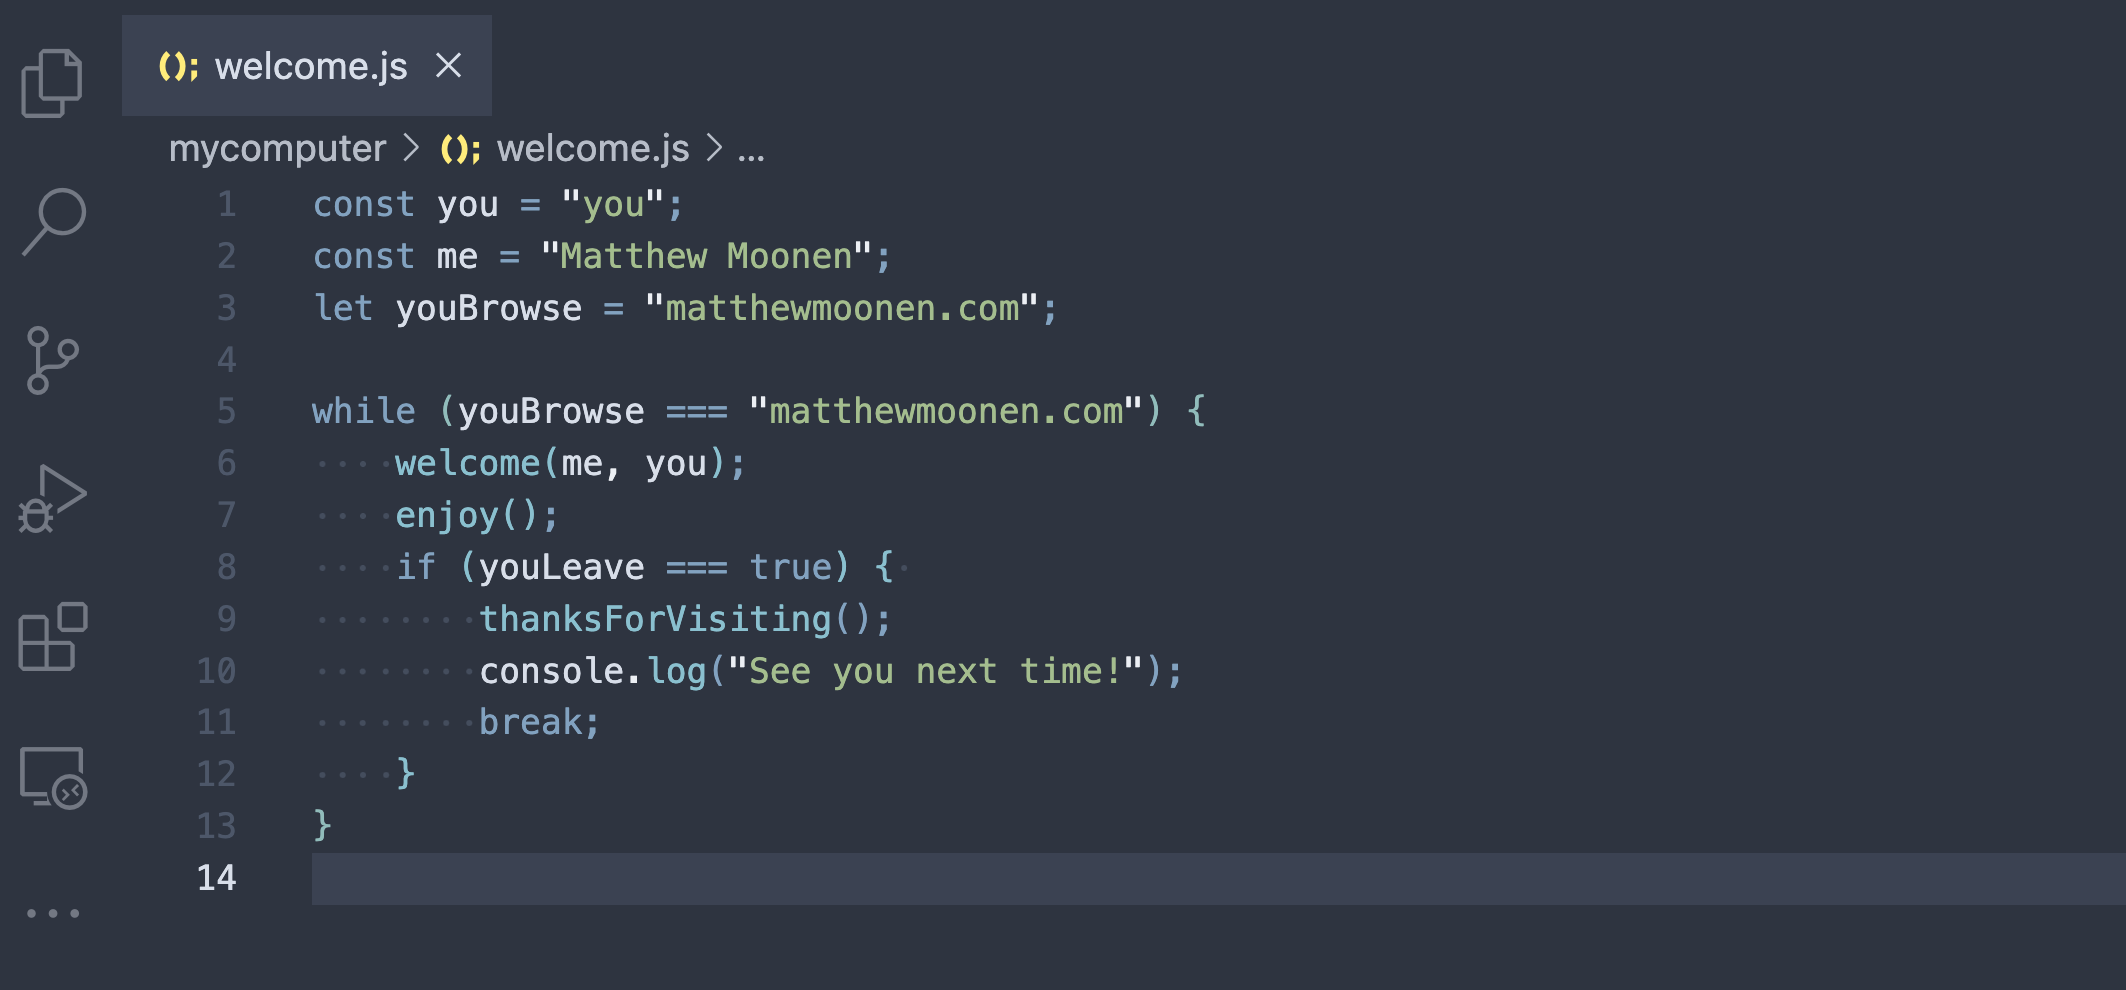 (); welcome.js ×
mycomputer > (); welcome.js > ...
1 const you = "you";
2 const me = "Matthew Moonen";
3 let youBrowse = "matthewmoonen.com";
4
5 while (youBrowse === "matthewmoonen.com") {
6 ····welcome(me, you);
7 ····enjoy();
8 ····if (youLeave === true) {·
9 ········thanksForVisiting();
10 ········console.log("See you next time!");
11 ········break;
12 ····}
13 }
14